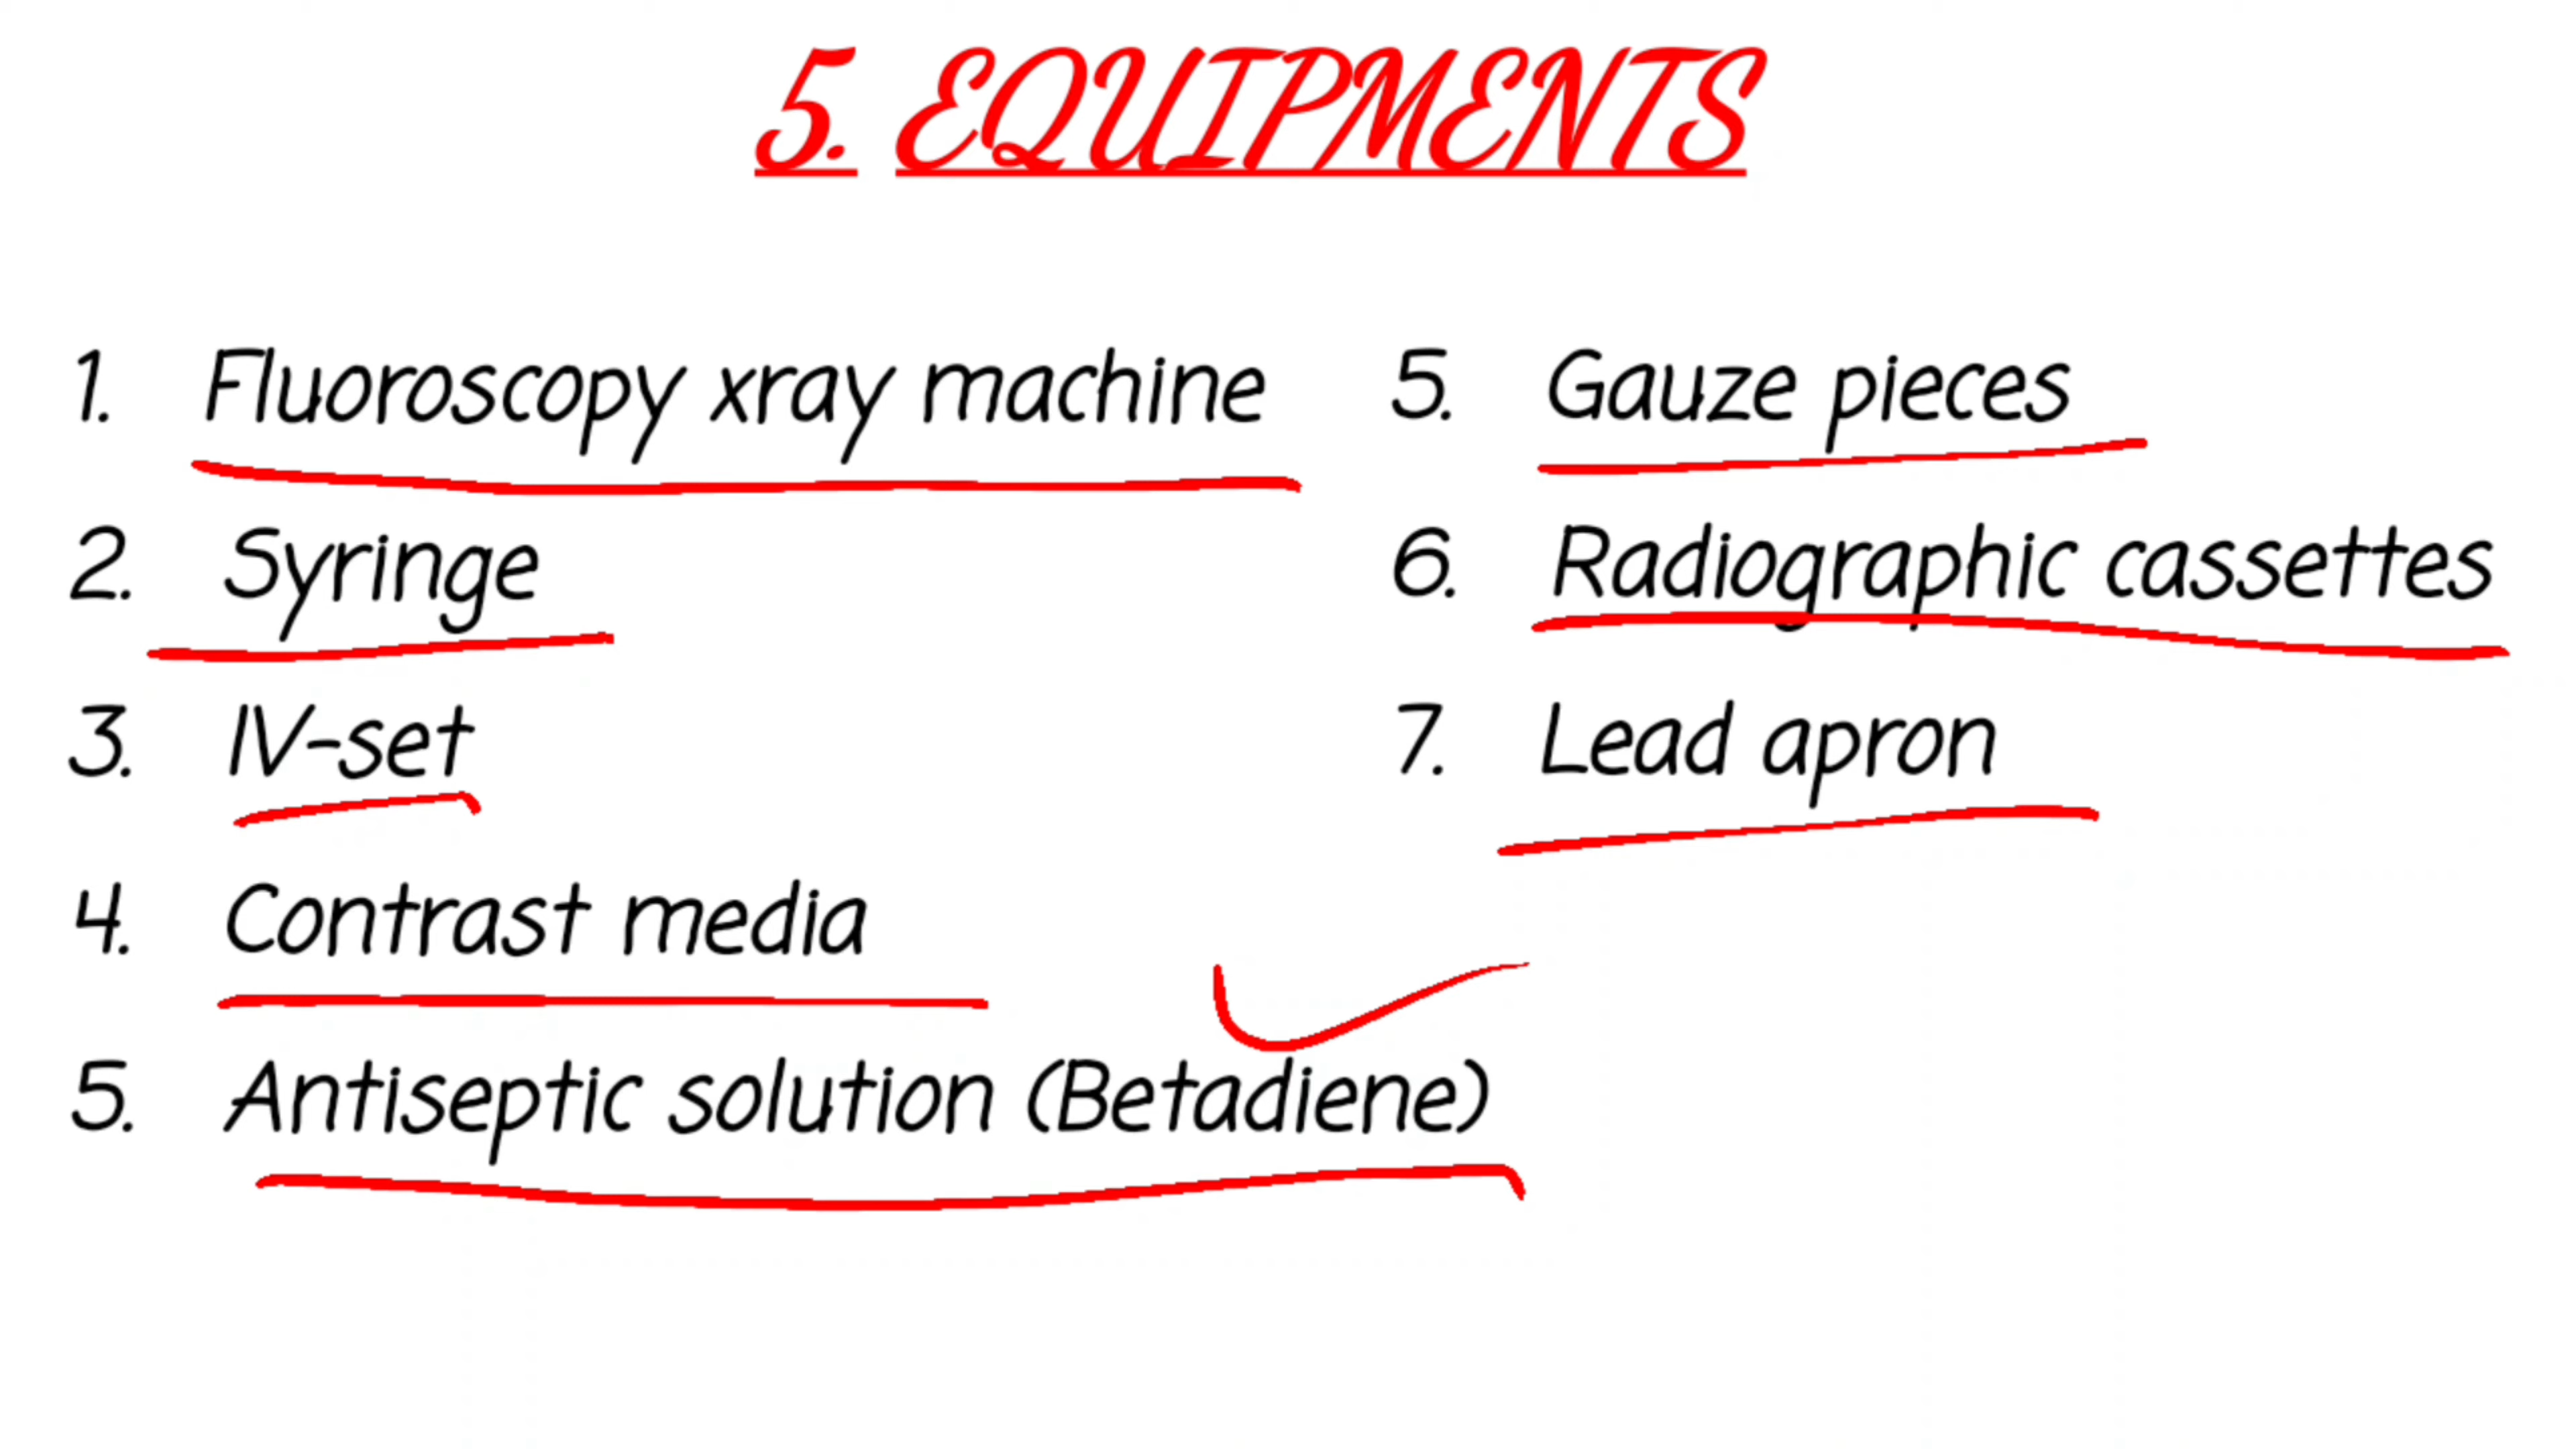 5. EQUIPMENTS
1. Fluoroscopy xray machine
2. Syringe
3. IV-set
4. Contrast media
5. Antiseptic solution (Betadiene)
5. Gauze pieces
6. Radiographic cassettes
7. Lead apron